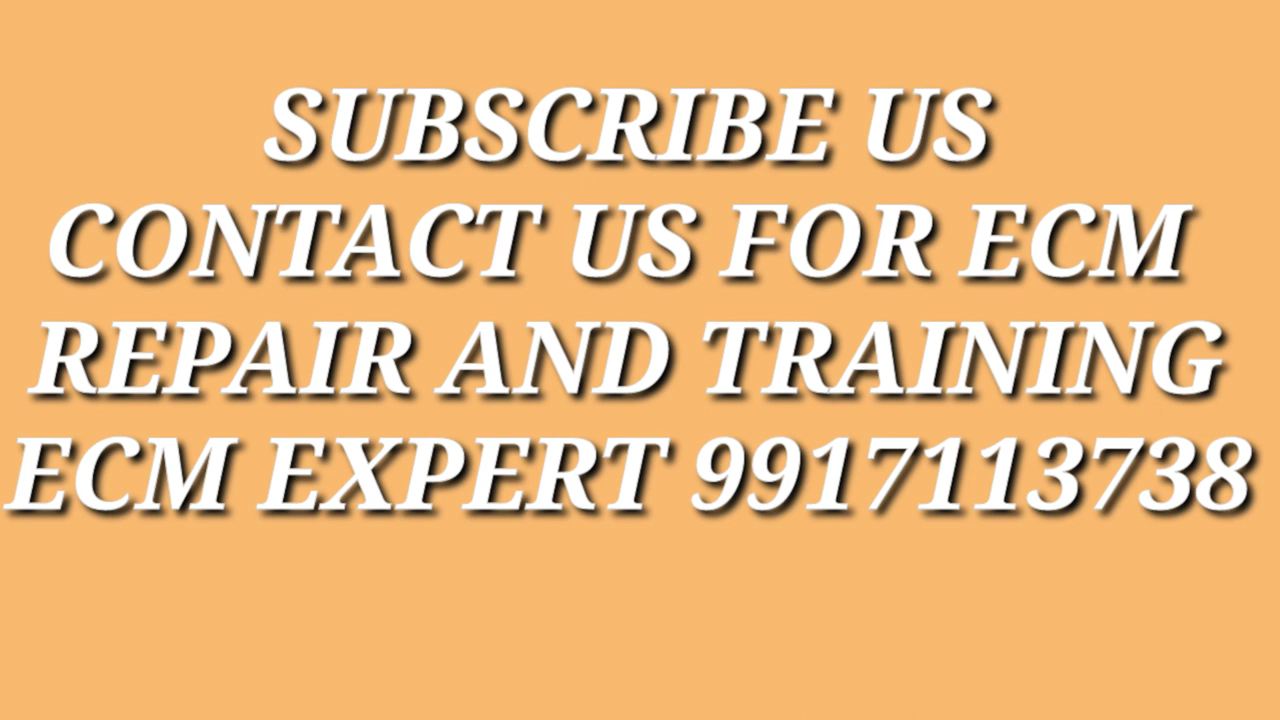 SUBSCRIBE US
CONTACT US FOR ECM
REPAIR AND TRAINING
ECM EXPERT 9917113738